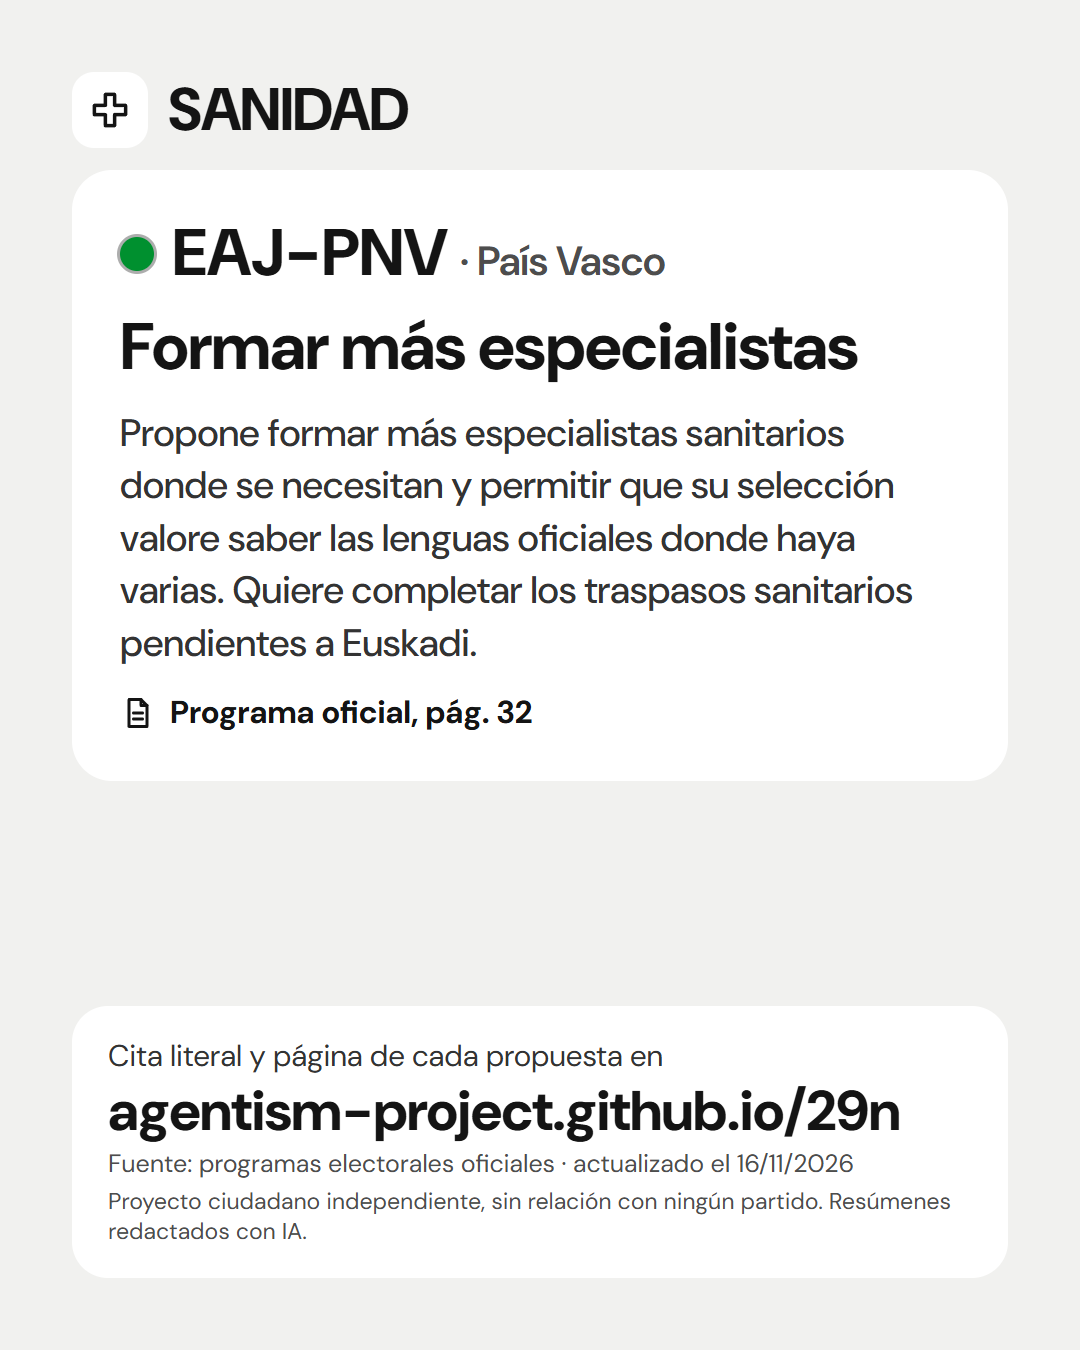 SANIDAD
EAJ-PNV · País Vasco
Formar más especialistas
Propone formar más especialistas sanitarios
donde se necesitan y permitir que su selección
valore saber las lenguas oficiales donde haya
varias. Quiere completar los traspasos sanitarios
pendientes a Euskadi.
Programa oficial, pág. 32
Cita literal y página de cada propuesta en
agentism-project.github.io/29n
Fuente: programas electorales oficiales · actualizado el 16/11/2026
Proyecto ciudadano independiente, sin relación con ningún partido. Resúmenes
redactados con IA.